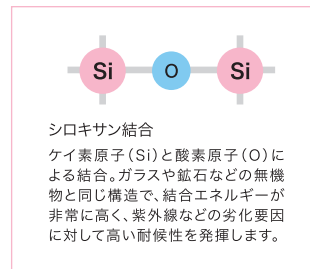 Si O Si
シロキサン結合
ケイ素原子(Si)と酸素原子(O)に
よる結合。ガラスや鉱石などの無機
物と同じ構造で、結合エネルギーが
非常に高く、紫外線などの劣化要因
に対して高い耐候性を発揮します。